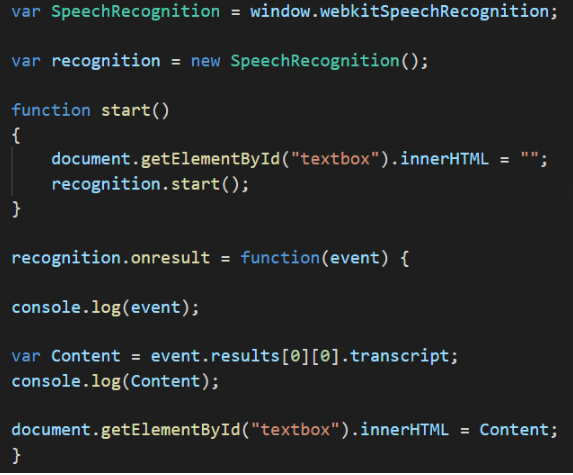 var SpeechRecognition = window.webkitSpeechRecognition;
var recognition = new SpeechRecognition();
function start()
{
document.getElementById("textbox").innerHTML = "";
recognition.start();
}
recognition.onresult = function(event) {
console.log(event);
var Content = event.results[0][0].transcript;
console.log(Content);
document.getElementById("textbox").innerHTML = Content;
}